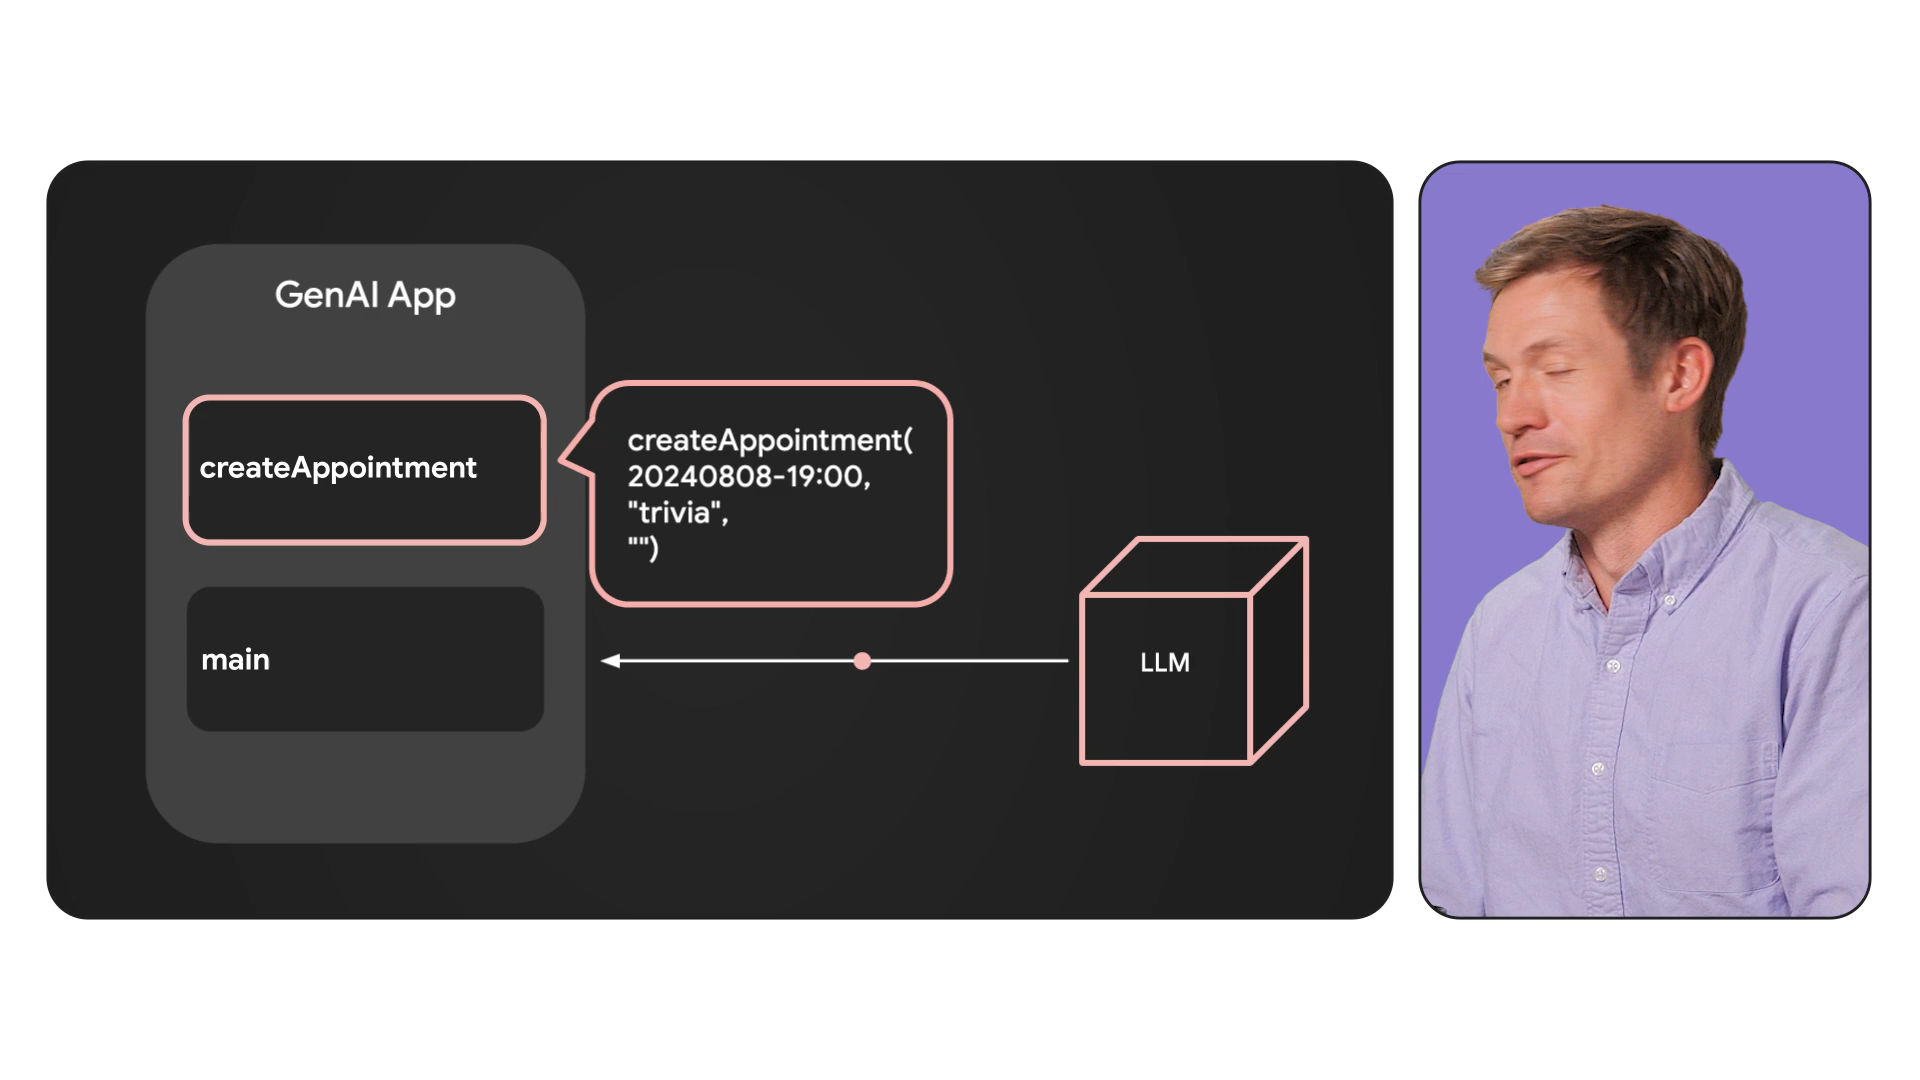 GenAI App
createAppointment
createAppointment(
20240808-19:00,
"trivia",
"")
main
LLM